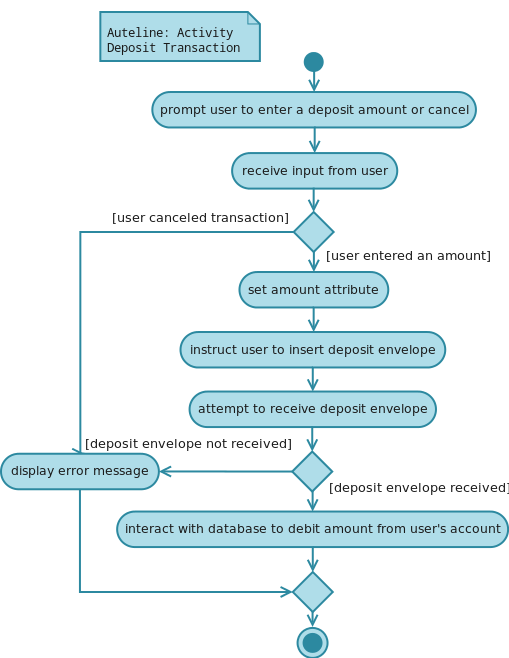 Auteline: Activity
Deposit Transaction
prompt user to enter a deposit amount or cancel
receive input from user
[user canceled transaction]
[user entered an amount]
set amount attribute
instruct user to insert deposit envelope
attempt to receive deposit envelope
[deposit envelope not received]
display error message
[deposit envelope received]
interact with database to debit amount from user's account